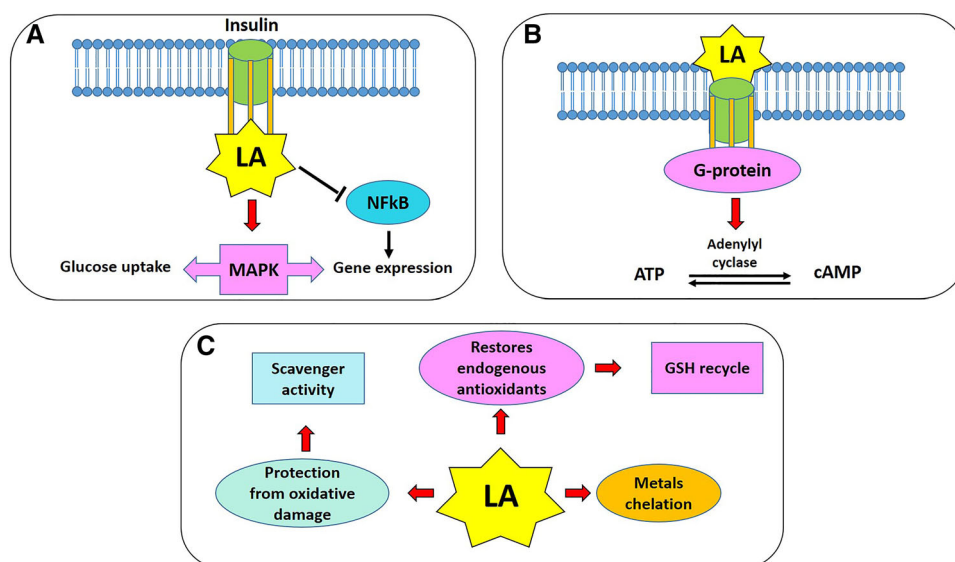 A
Insulin
LA
NFkB
Glucose uptake
MAPK
Gene expression
B
LA
G-protein
Adenylyl
cyclase
ATP
cAMP
C
Scavenger
activity
Restores
endogenous
antioxidants
GSH recycle
Protection
from oxidative
damage
LA
Metals
chelation